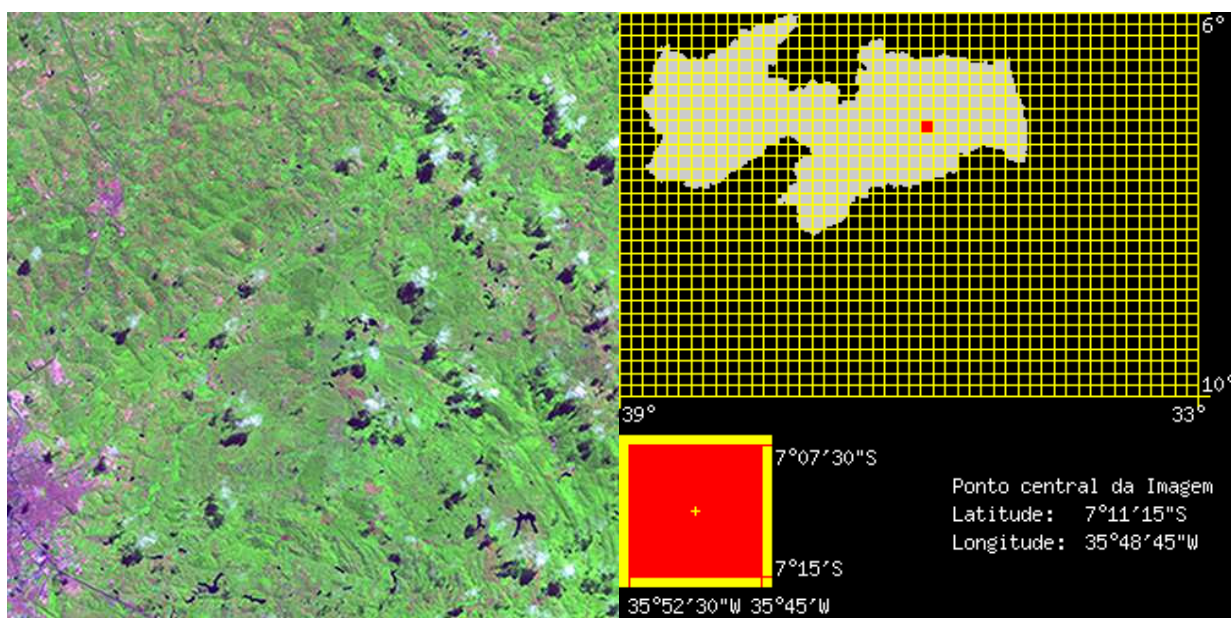 6°
10°
39° 33°
7°07'30"S
Ponto central da Imagem
Latitude: 7°11'15"S
Longitude: 35°48'45"W
7°15'S
35°52'30"W 35°45'W